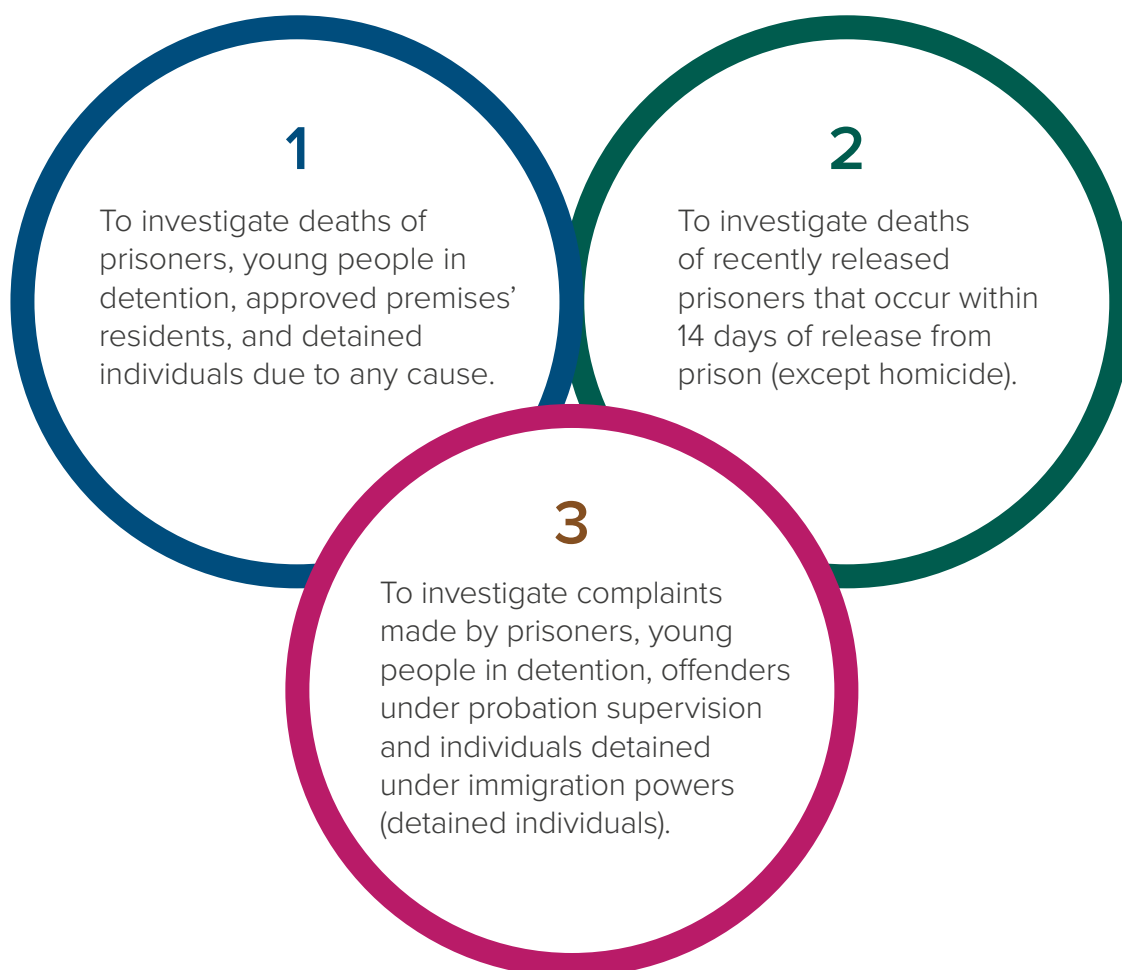 1
To investigate deaths of
prisoners, young people in
detention, approved premises’
residents, and detained
individuals due to any cause.
2
To investigate deaths
of recently released
prisoners that occur within
14 days of release from
prison (except homicide).
3
To investigate complaints
made by prisoners, young
people in detention, offenders
under probation supervision
and individuals detained
under immigration powers
(detained individuals).